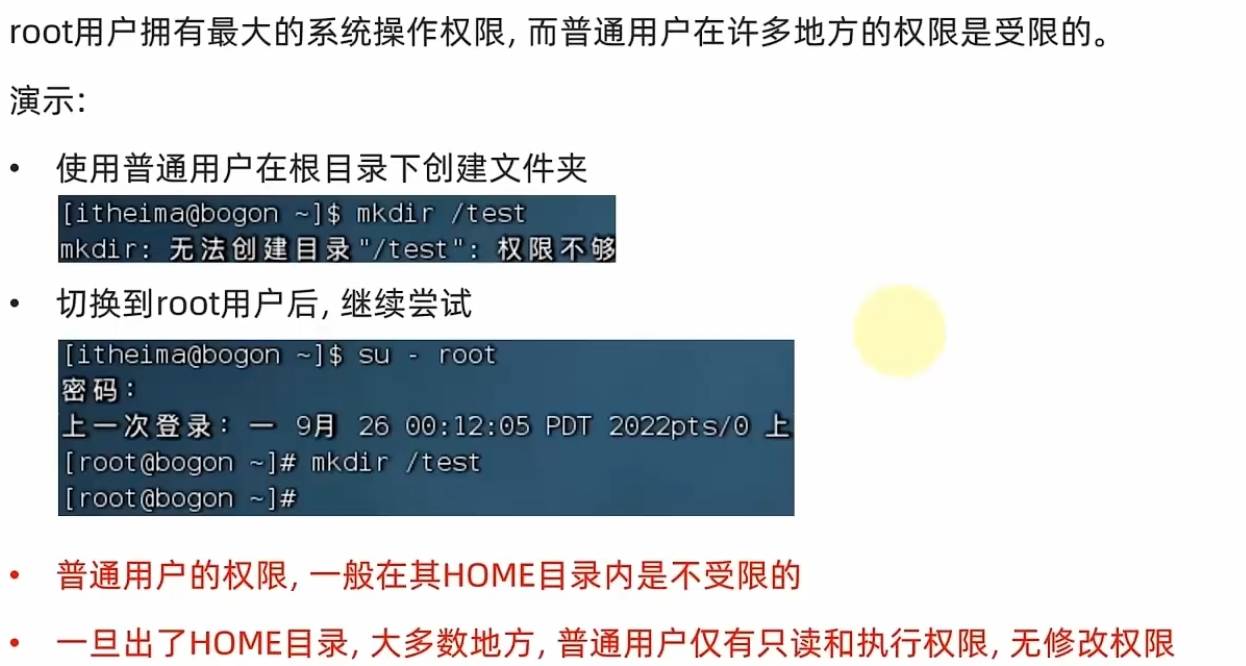 root用户拥有最大的系统操作权限, 而普通用户在许多地方的权限是受限的。
演示:
• 使用普通用户在根目录下创建文件夹
[itheima@bogon ~]$ mkdir /test
mkdir: 无法创建目录"/test": 权限不够
• 切换到root用户后, 继续尝试
[itheima@bogon ~]$ su - root
密码:
上一次登录: 一 9月 26 00:12:05 PDT 2022pts/0 上
[root@bogon ~]# mkdir /test
[root@bogon ~]#
• 普通用户的权限, 一般在其HOME目录内是不受限的
• 一旦出了HOME目录, 大多数地方, 普通用户仅有只读和执行权限, 无修改权限